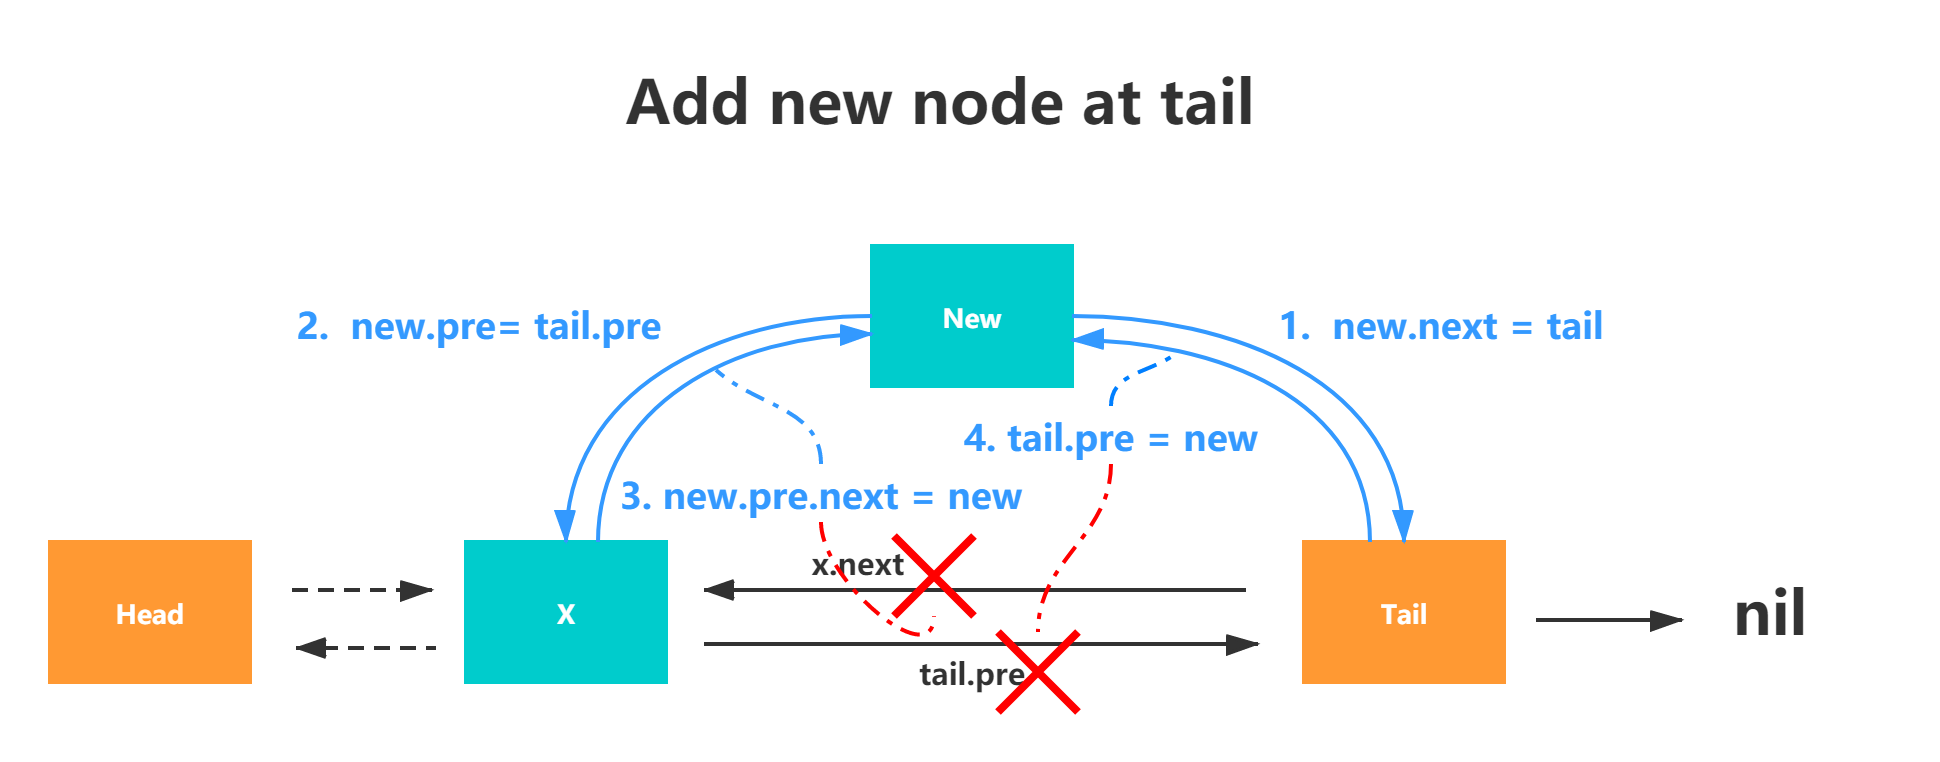 Add new node at tail
New
2. new.pre= tail.pre
1. new.next = tail
4. tail.pre = new
3. new.pre.next = new
x.next
Head
X
Tail
nil
tail.pre